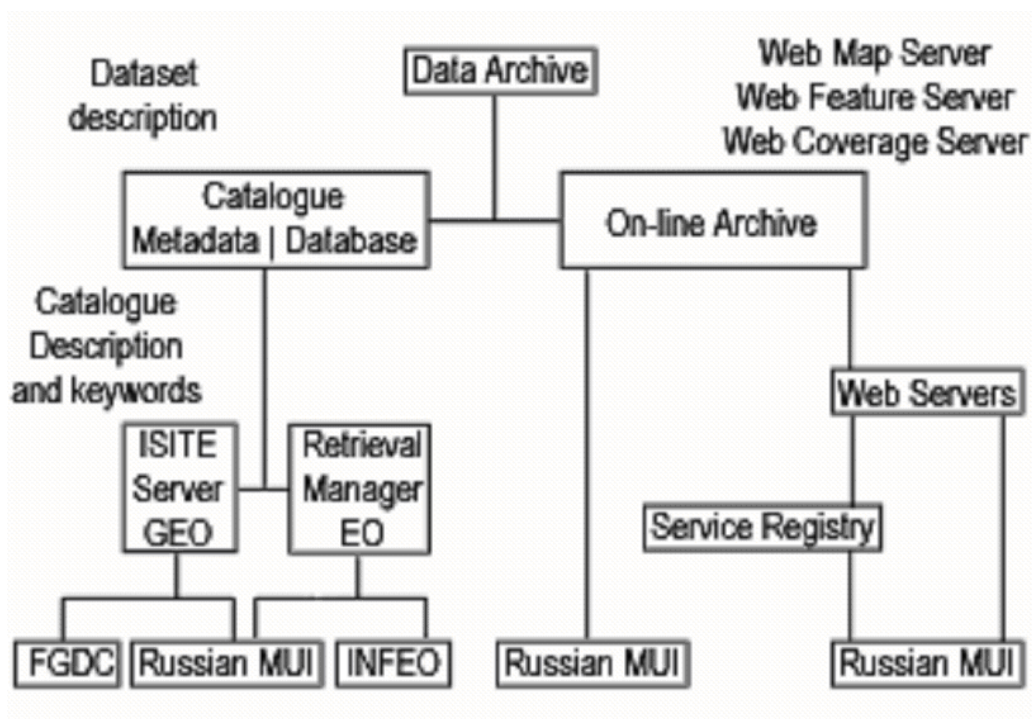 Dataset
description
Data Archive
Web Map Server
Web Feature Server
Web Coverage Server
Catalogue
Metadata | Database
On-line Archive
Catalogue
Description
and keywords
Web Servers
ISITE
Server
GEO
Retrieval
Manager
EO
Service Registry
FGDC
Russian MUI
INFEO
Russian MUI
Russian MUI